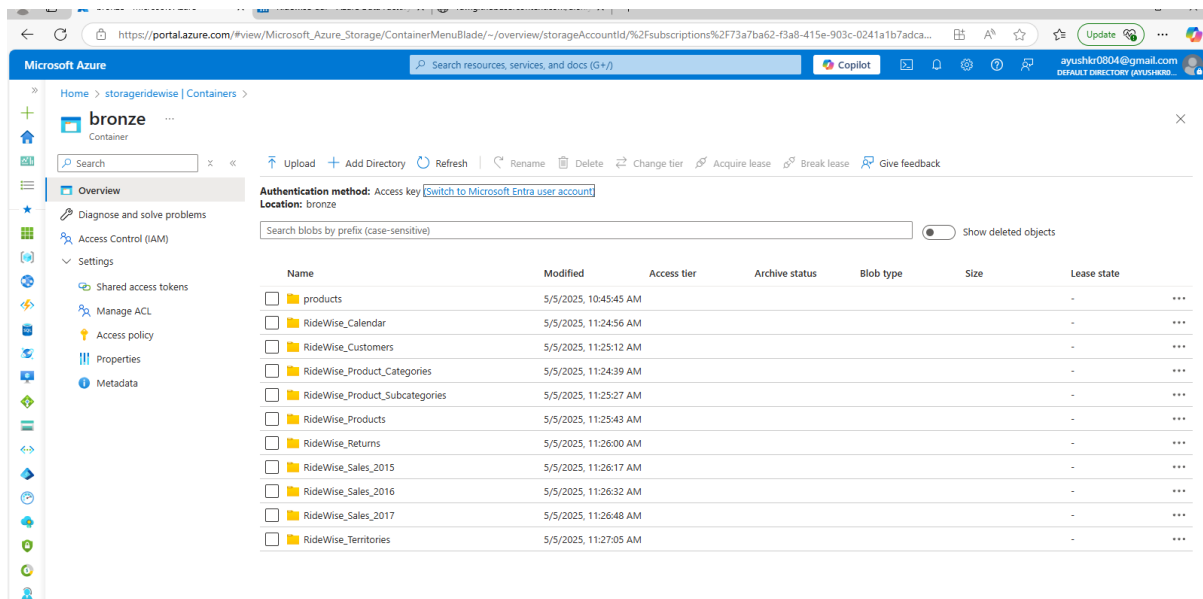 https://portal.azure.com/#view/Microsoft_Azure_Storage/ContainerMenuBlade/~/overview/storageAccountId/%2Fsubscriptions%2F73a7ba62-f3a8-415e-903c-0241a1b7adca...
Update
Microsoft Azure
Search resources, services, and docs (G+/)
Copilot
ayushkr0804@gmail.com
DEFAULT DIRECTORY (AYUSHKR0...
Home > storageridewise | Containers >
bronze ...
Container
Search
Upload
Add Directory
Refresh
Rename
Delete
Change tier
Acquire lease
Break lease
Give feedback
Overview
Diagnose and solve problems
Access Control (IAM)
Settings
Shared access tokens
Manage ACL
Access policy
Properties
Metadata
Authentication method: Access key (Switch to Microsoft Entra user account)
Location: bronze
Search blobs by prefix (case-sensitive)
Show deleted objects
Name Modified Access tier Archive status Blob type Size Lease state
products 5/5/2025, 10:45:45 AM - ...
RideWise_Calendar 5/5/2025, 11:24:56 AM - ...
RideWise_Customers 5/5/2025, 11:25:12 AM - ...
RideWise_Product_Categories 5/5/2025, 11:24:39 AM - ...
RideWise_Product_Subcategories 5/5/2025, 11:25:27 AM - ...
RideWise_Products 5/5/2025, 11:25:43 AM - ...
RideWise_Returns 5/5/2025, 11:26:00 AM - ...
RideWise_Sales_2015 5/5/2025, 11:26:17 AM - ...
RideWise_Sales_2016 5/5/2025, 11:26:32 AM - ...
RideWise_Sales_2017 5/5/2025, 11:26:48 AM - ...
RideWise_Territories 5/5/2025, 11:27:05 AM - ...